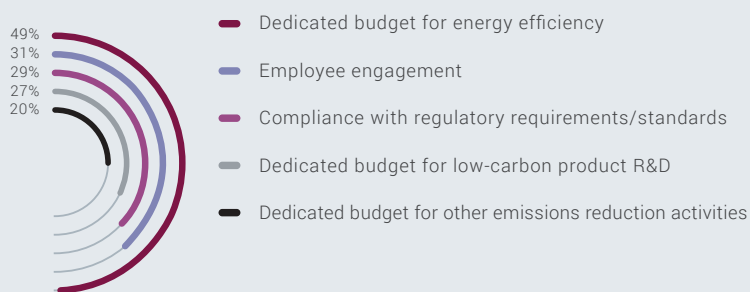 49%
31%
29%
27%
20%
Dedicated budget for energy efficiency
Employee engagement
Compliance with regulatory requirements/standards
Dedicated budget for low-carbon product R&D
Dedicated budget for other emissions reduction activities